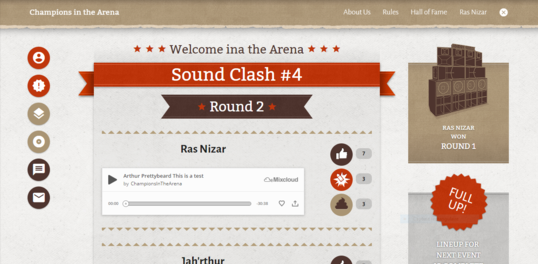 Champions in the Arena
About Us
Rules
Hall of Fame
Ras Nizar
Welcome ina the Arena
Sound Clash #4
Round 2
Ras Nizar
7
Arthur Prettybeard This is a test
by ChampionsInTheArena
Mixcloud
3
00:00
-00:00
3
Jah'rthur
RAS NIZAR
WON
ROUND 1
FULL
UP!
LINEUP FOR
NEXT EVENT